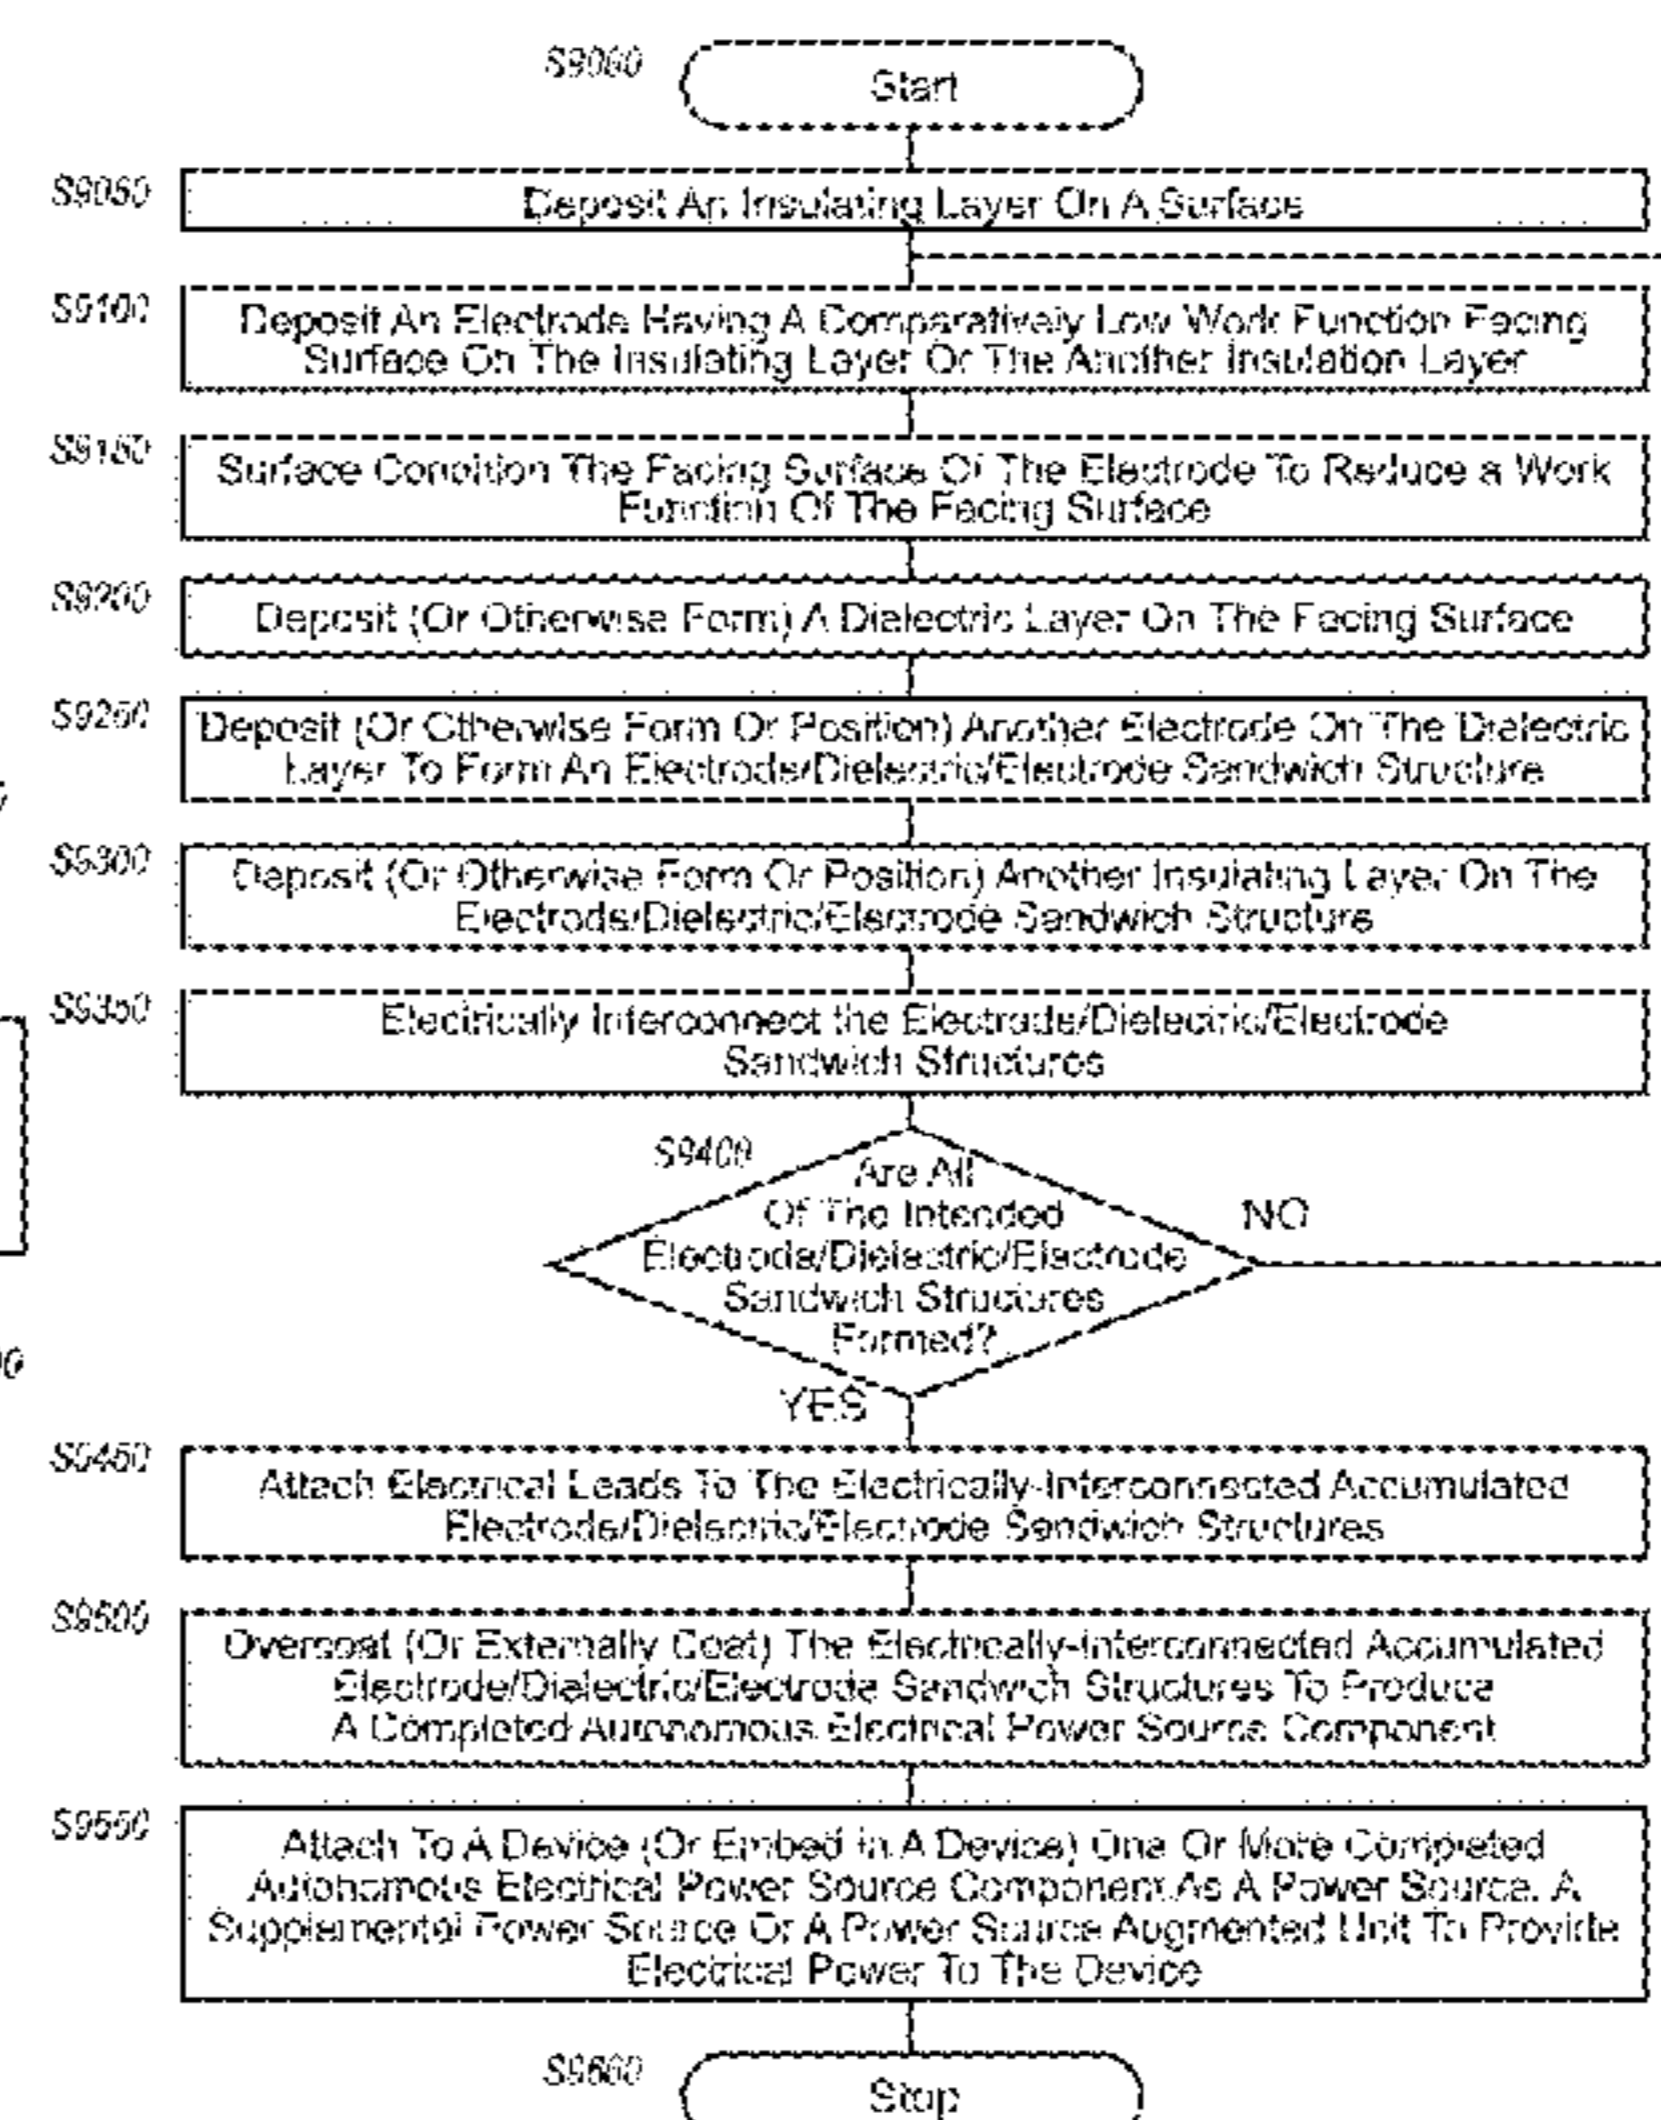 S9000
Start
S9050
Deposit An Insulating Layer On A Surface
S9100
Deposit An Electrode Having A Comparatively Low Work Function Facing
Surface On The Insulating Layer Or The Another Insulation Layer
S9150
Surface Condition The Facing Surface Of The Electrode To Reduce a Work
Function Of The Facing Surface
S9200
Deposit (Or Otherwise Form) A Dielectric Layer On The Facing Surface
S9250
Deposit (Or Otherwise Form Or Position) Another Electrode On The Dielectric
Layer To Form An Electrode/Dielectric/Electrode Sandwich Structure
S9300
Deposit (Or Otherwise Form Or Position) Another Insulating Layer On The
Electrode/Dielectric/Electrode Sandwich Structure
S9350
Electrically Interconnect the Electrode/Dielectric/Electrode
Sandwich Structures
S9400
Are All
Of The Intended
Electrode/Dielectric/Electrode
Sandwich Structures
Formed?
NO
YES
S9450
Attach Electrical Leads To The Electrically-Interconnected Accumulated
Electrode/Dielectric/Electrode Sandwich Structures
S9500
Overcoat (Or Externally Coat) The Electrically-Interconnected Accumulated
Electrode/Dielectric/Electrode Sandwich Structures To Produce
A Completed Autonomous Electrical Power Source Component
S9550
Attach To A Device (Or Embed In A Device) One Or More Completed
Autonomous Electrical Power Source Component As A Power Source, A
Supplemental Power Source Or A Power Source Augmented Unit To Provide
Electrical Power To The Device
S9600
Stop